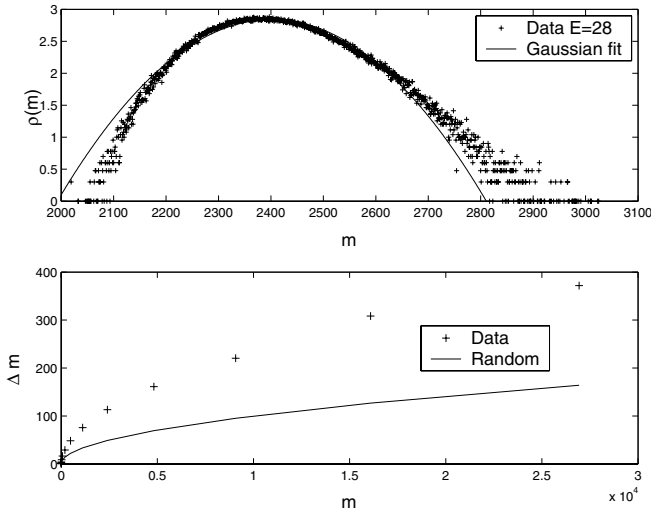 3
2.5
2
1.5
1
0.5
0
ρ(m)
+ Data E=28
Gaussian fit
2000 2100 2200 2300 2400 2500 2600 2700 2800 2900 3000 3100
m
400
300
200
100
0
Δ m
+ Data
Random
0 0.5 1 1.5 2 2.5 3
m
x 10⁴